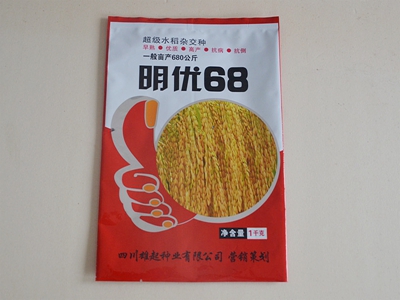 超级水稻杂交种
早熟●优质●高产●抗病●抗倒
一般亩产680公斤
明优68
净含量 1千克
四川雄起种业有限公司 营销策划